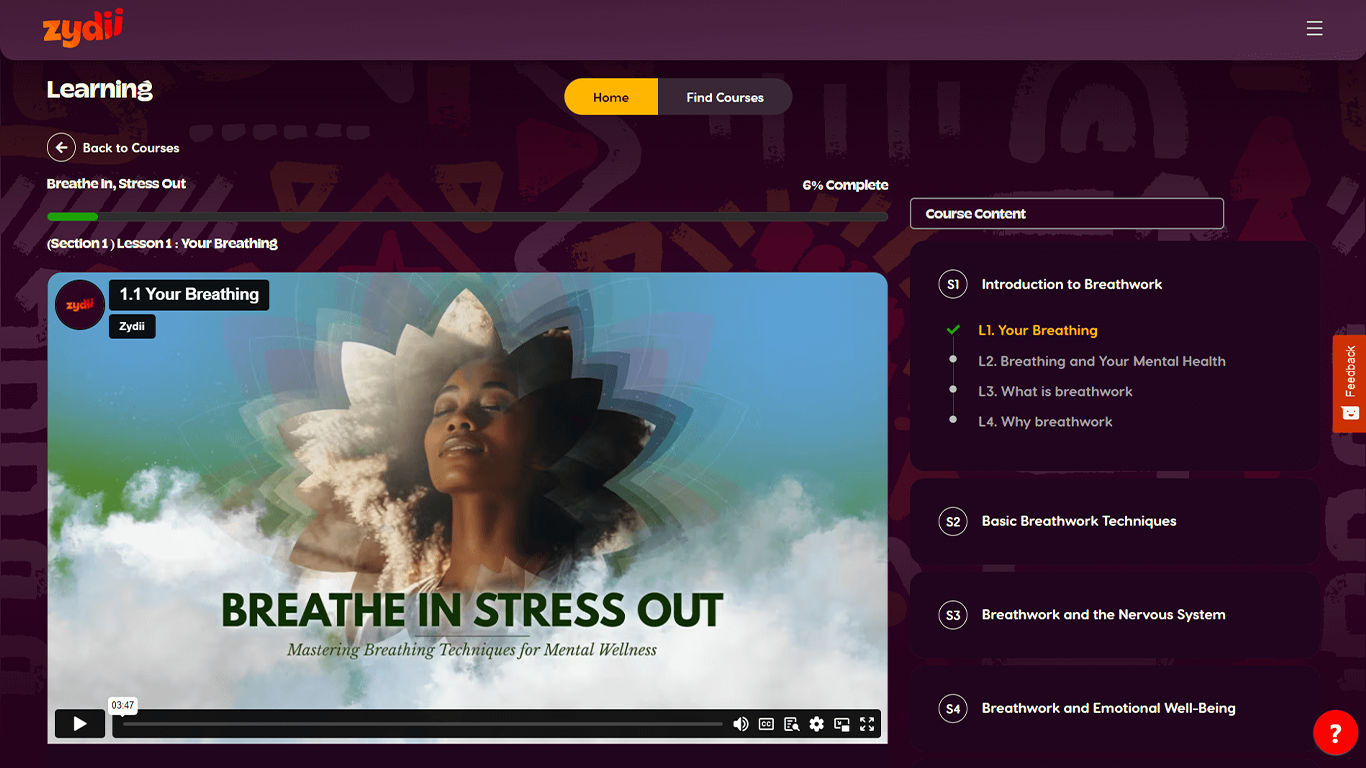 zydii
Learning
Home
Find Courses
Back to Courses
Breathe In, Stress Out
6% Complete
(Section 1 ) Lesson 1 : Your Breathing
zydii
1.1 Your Breathing
Zydii
BREATHE IN STRESS OUT
Mastering Breathing Techniques for Mental Wellness
03:47
CC
Course Content
S1 Introduction to Breathwork
L1. Your Breathing
L2. Breathing and Your Mental Health
L3. What is breathwork
L4. Why breathwork
S2 Basic Breathwork Techniques
S3 Breathwork and the Nervous System
S4 Breathwork and Emotional Well-Being
Feedback
?